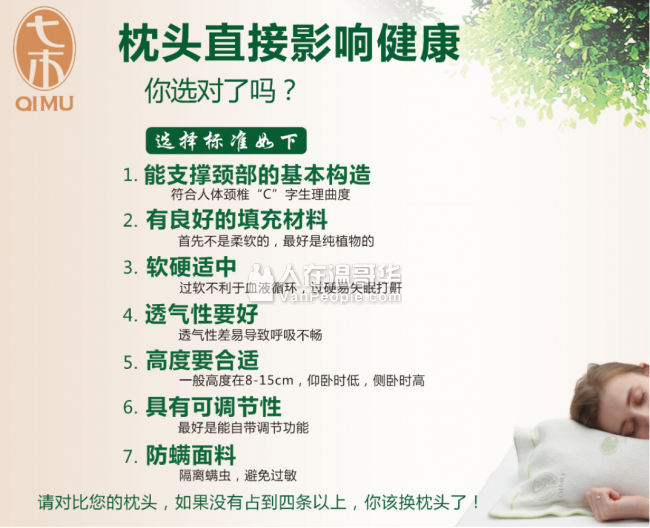 七木
QI MU
枕头直接影响健康
你选对了吗？
选择标准如下
1. 能支撑颈部的基本构造
符合人体颈椎“C”字生理曲度
2. 有良好的填充材料
首先不是柔软的，最好是纯植物的
3. 软硬适中
过软不利于血液循环，过硬易失眠打鼾
人在温哥华
VanPeople.com
4. 透气性要好
透气性差易导致呼吸不畅
5. 高度要合适
一般高度在8-15cm，仰卧时低，侧卧时高
6. 具有可调节性
最好是能自带调节功能
7. 防螨面料
隔离螨虫，避免过敏
请对比您的枕头，如果没有占到四条以上，你该换枕头了！